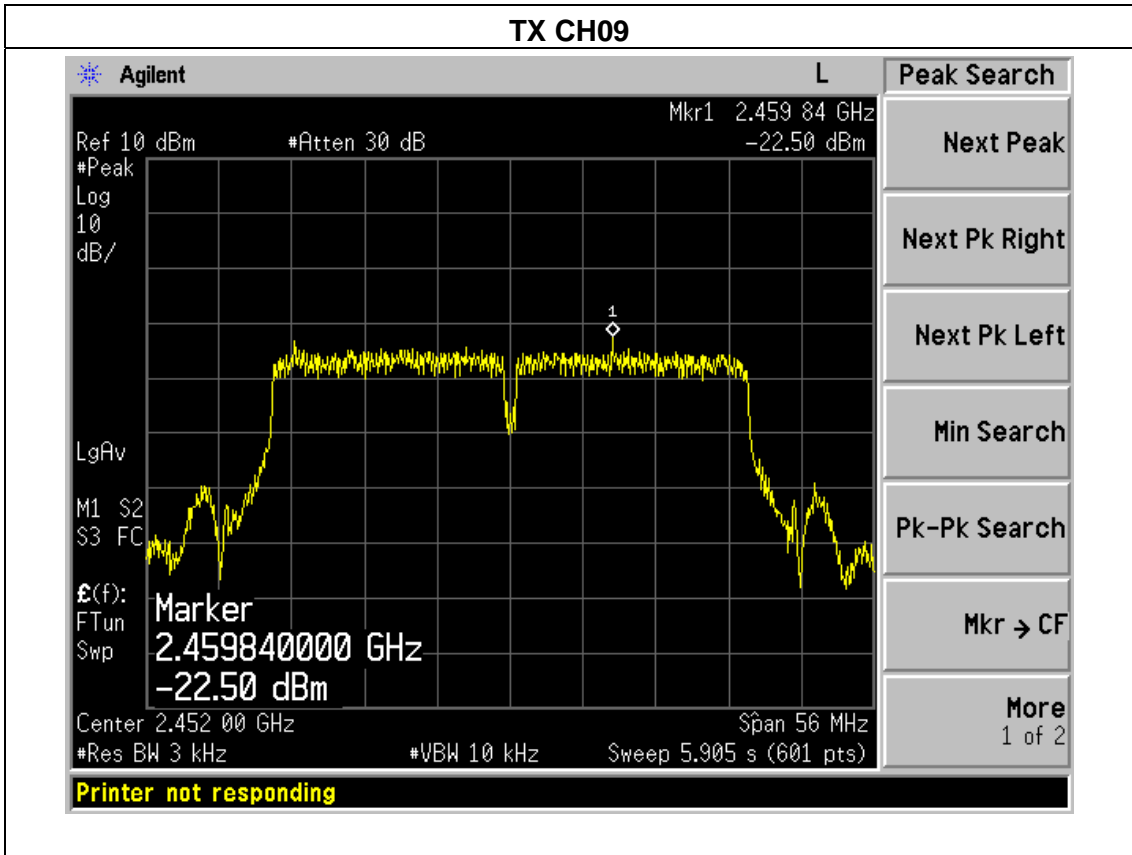 TX CH09
Agilent L Peak Search
Mkr1 2.459 84 GHz
Ref 10 dBm #Atten 30 dB -22.50 dBm
#Peak
Log
10
dB/
1
LgAv
M1 S2
S3 FC
£(f):
FTun
Swp
Marker
2.459840000 GHz
-22.50 dBm
Center 2.452 00 GHz Span 56 MHz
#Res BW 3 kHz #VBW 10 kHz Sweep 5.905 s (601 pts)
Printer not responding
Next Peak
Next Pk Right
Next Pk Left
Min Search
Pk-Pk Search
Mkr → CF
More
1 of 2